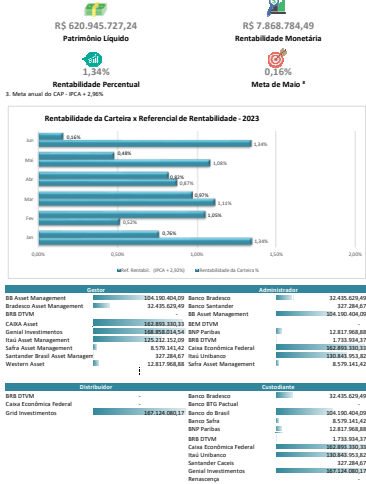 R$ 620.945.727,24
R$ 7.868.784,49
Patrimônio Líquido
Rentabilidade Monetária
1,34%
0,16%
Rentabilidade Percentual
Meta de Maio ³
3. Meta anual do CAP - IPCA + 2,96%
Rentabilidade da Carteira x Referencial de Rentabilidade - 2023
Jun 0,16% 1,34%
Mai 0,48% 1,08%
Abr 0,82% 0,87%
Mar 0,97% 1,11%
Fev 1,05% 0,52%
Jan 0,76% 1,34%
0,00% 0,50% 1,00% 1,50% 2,00%
Ref. Rentabil. (IPCA + 2,92%) Rentabilidade da Carteira %
Gestor
BB Asset Management 104.190.404,09
Bradesco Asset Management 32.435.629,49
BRB DTVM -
CAIXA Asset 162.893.330,33
Genial Investimentos 168.858.014,54
Itaú Asset Management 125.212.152,09
Safra Asset Management 8.579.141,42
Santander Brasil Asset Managem 327.284,67
Western Asset 12.817.968,88
Administrador
Banco Bradesco 32.435.629,49
Banco Santander 327.284,67
BB Asset Management 104.190.404,09
BEM DTVM -
BNP Paribas 12.817.968,88
BRB DTVM 1.733.934,37
Caixa Econômica Federal 162.893.330,33
Itaú Unibanco 130.843.953,82
Safra Asset Management 8.579.141,42
Distribuidor
BRB DTVM -
Caixa Econômica Federal -
Grid Investimentos 167.124.080,17
Custodiante
Banco Bradesco 32.435.629,49
Banco BTG Pactual -
Banco do Brasil 104.190.404,09
Banco Safra 8.579.141,42
BNP Paribas 12.817.968,88
BRB DTVM 1.733.934,37
Caixa Econômica Federal 162.893.330,33
Itaú Unibanco 130.843.953,82
Santander Caceis 327.284,67
Genial Investimentos 167.124.080,17
Renascença -